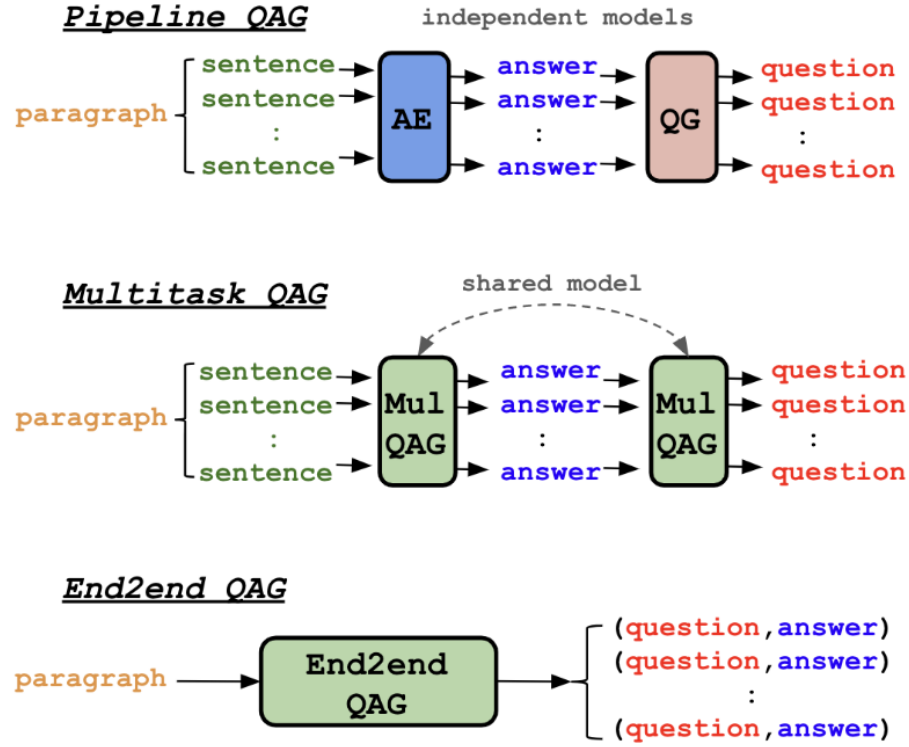 Pipeline QAG
independent models
paragraph
sentence
sentence
:
sentence
AE
answer
answer
:
answer
QG
question
question
:
question
Multitask QAG
shared model
paragraph
sentence
sentence
:
sentence
Mul
QAG
answer
answer
:
answer
Mul
QAG
question
question
:
question
End2end QAG
paragraph
End2end
QAG
(question,answer)
(question,answer)
:
(question,answer)